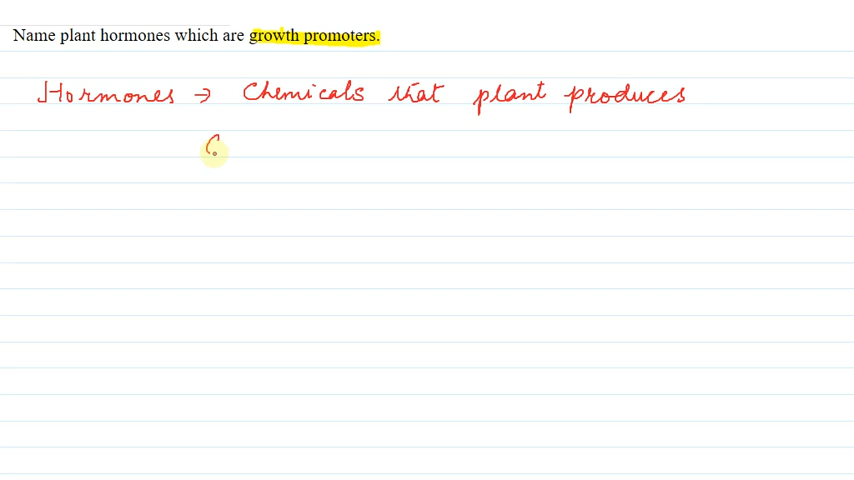 Name plant hormones which are growth promoters.
Hormones → Chemicals that plant produces